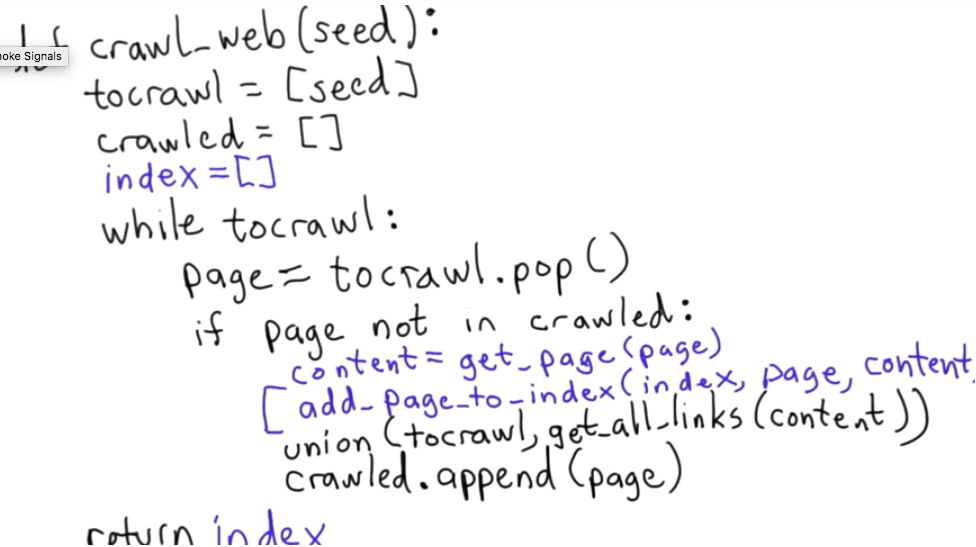 def crawl_web(seed):
oke Signals
tocrawl = [seed]
crawled = []
index=[]
while tocrawl:
page= tocrawl.pop()
if page not in crawled:
content= get_page(page)
add_page_to_index(index, page, content
union(tocrawl, get_all_links(content))
crawled.append(page)
return index